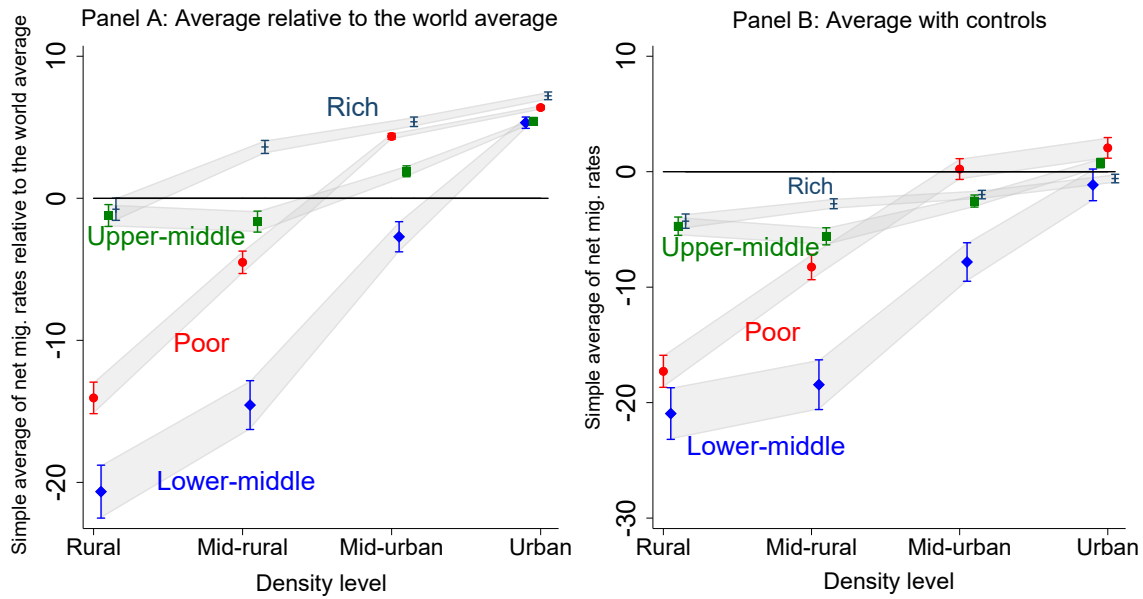 Panel A: Average relative to the world average
Simple average of net mig. rates relative to the world average
10
0
-10
-20
Rich
Upper-middle
Poor
Lower-middle
Rural
Mid-rural
Mid-urban
Urban
Density level
Panel B: Average with controls
Simple average of net mig. rates
10
0
-10
-20
-30
Rich
Upper-middle
Poor
Lower-middle
Rural
Mid-rural
Mid-urban
Urban
Density level